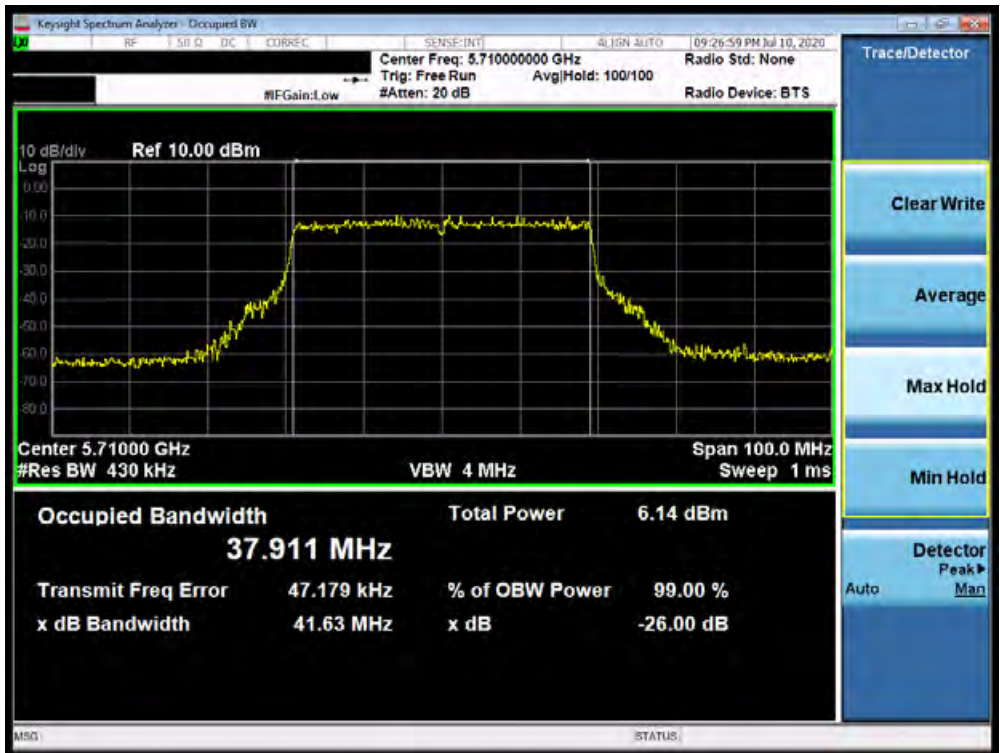 Keysight Spectrum Analyzer - Occupied BW
LXI RF 50 Ω DC CORREC SENSE:INT ALIGN AUTO 09:26:59 PM Jul 10, 2020
Center Freq: 5.710000000 GHz Radio Std: None
Trig: Free Run Avg|Hold: 100/100
#IFGain:Low #Atten: 20 dB Radio Device: BTS
10 dB/div Ref 10.00 dBm
Log
0.00
-10.0
-20.0
-30.0
-40.0
-50.0
-60.0
-70.0
-80.0
Center 5.71000 GHz Span 100.0 MHz
#Res BW 430 kHz VBW 4 MHz Sweep 1 ms
Occupied Bandwidth Total Power 6.14 dBm
37.911 MHz
Transmit Freq Error 47.179 kHz % of OBW Power 99.00 %
x dB Bandwidth 41.63 MHz x dB -26.00 dB
MSG STATUS
Trace/Detector
Clear Write
Average
Max Hold
Min Hold
Detector
Peak▶
Auto Man